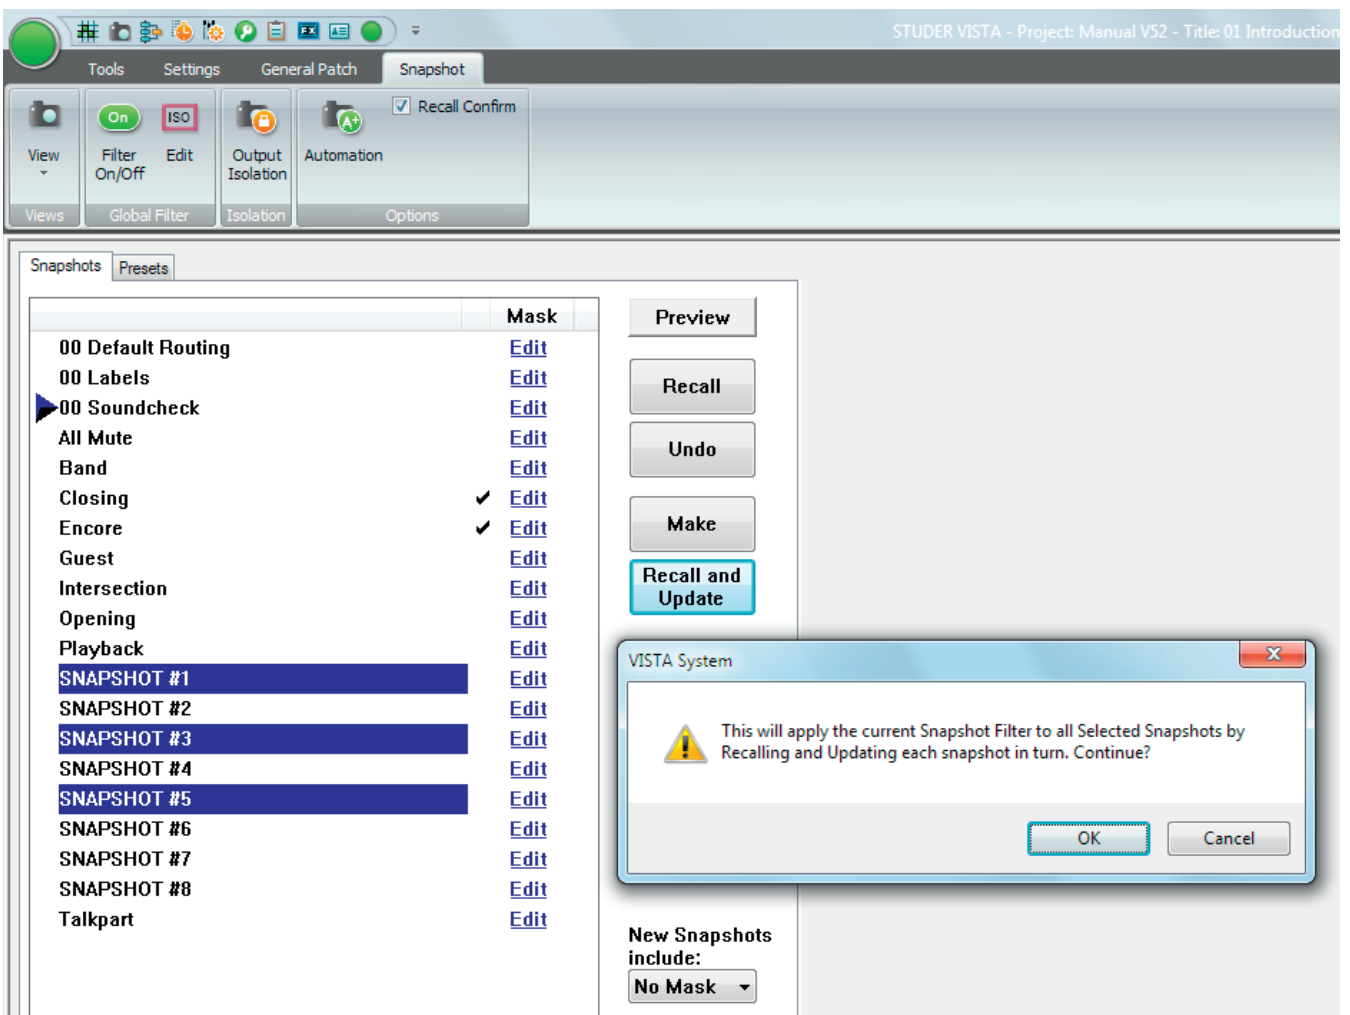 FX
STUDER VISTA - Project: Manual V52 - Title: 01 Introduction
Tools Settings General Patch Snapshot
On ISO A+ Recall Confirm
View Filter On/Off Edit Output Isolation Automation
Views Global Filter Isolation Options
Snapshots Presets
Mask
00 Default Routing Edit
00 Labels Edit
00 Soundcheck Edit
All Mute Edit
Band Edit
Closing ✔ Edit
Encore ✔ Edit
Guest Edit
Intersection Edit
Opening Edit
Playback Edit
SNAPSHOT #1 Edit
SNAPSHOT #2 Edit
SNAPSHOT #3 Edit
SNAPSHOT #4 Edit
SNAPSHOT #5 Edit
SNAPSHOT #6 Edit
SNAPSHOT #7 Edit
SNAPSHOT #8 Edit
Talkpart Edit
Preview
Recall
Undo
Make
Recall and
Update
VISTA System
This will apply the current Snapshot Filter to all Selected Snapshots by
Recalling and Updating each snapshot in turn. Continue?
OK Cancel
New Snapshots
include:
No Mask